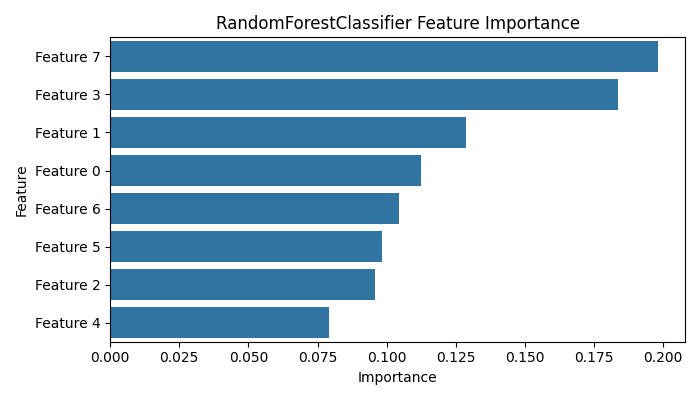 RandomForestClassifier Feature Importance
Feature 7
Feature 3
Feature 1
Feature 0
Feature 6
Feature 5
Feature 2
Feature 4
Feature
0.000 0.025 0.050 0.075 0.100 0.125 0.150 0.175 0.200
Importance